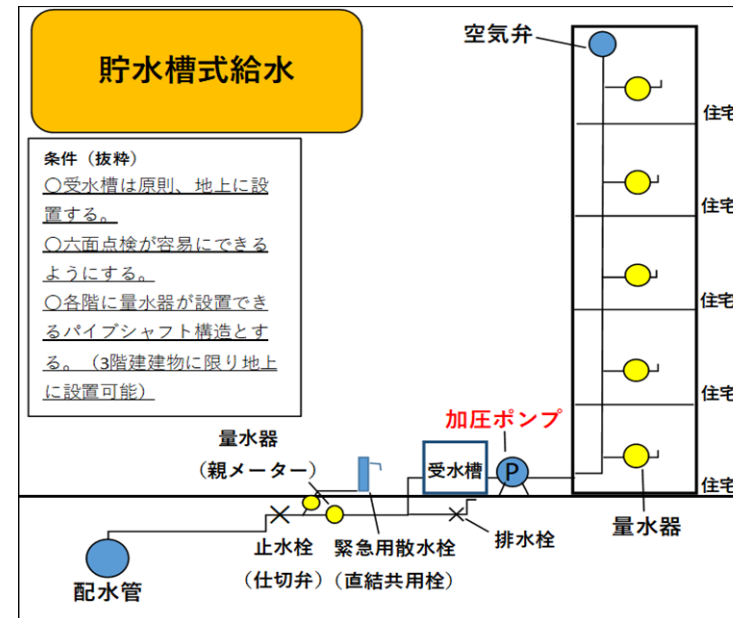 貯水槽式給水
空気弁
住宅
条件（抜粋）
○受水槽は原則、地上に設
置する。
○六面点検が容易にできる
ようにする。
○各階に量水器が設置でき
るパイプシャフト構造とす
る。（3階建建物に限り地上
に設置可能）
住宅
住宅
住宅
加圧ポンプ
量水器
（親メーター）
受水槽
P
住宅
量水器
止水栓
（仕切弁）
緊急用散水栓
（直結共用栓）
排水栓
配水管